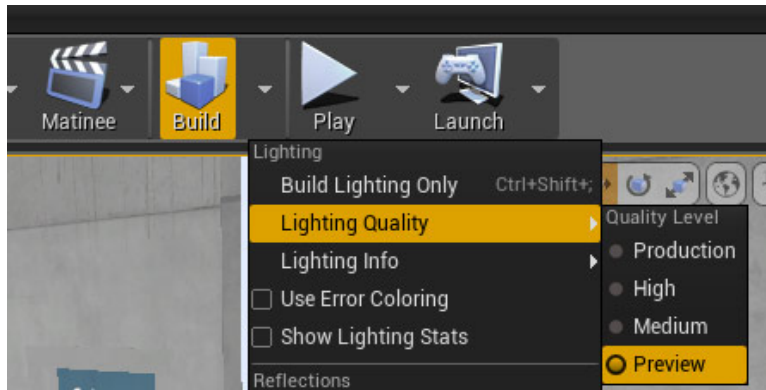 Matinee
Build
Play
Launch
Lighting
Build Lighting Only Ctrl+Shift+;
Lighting Quality
Lighting Info
Use Error Coloring
Show Lighting Stats
Reflections
Quality Level
Production
High
Medium
Preview